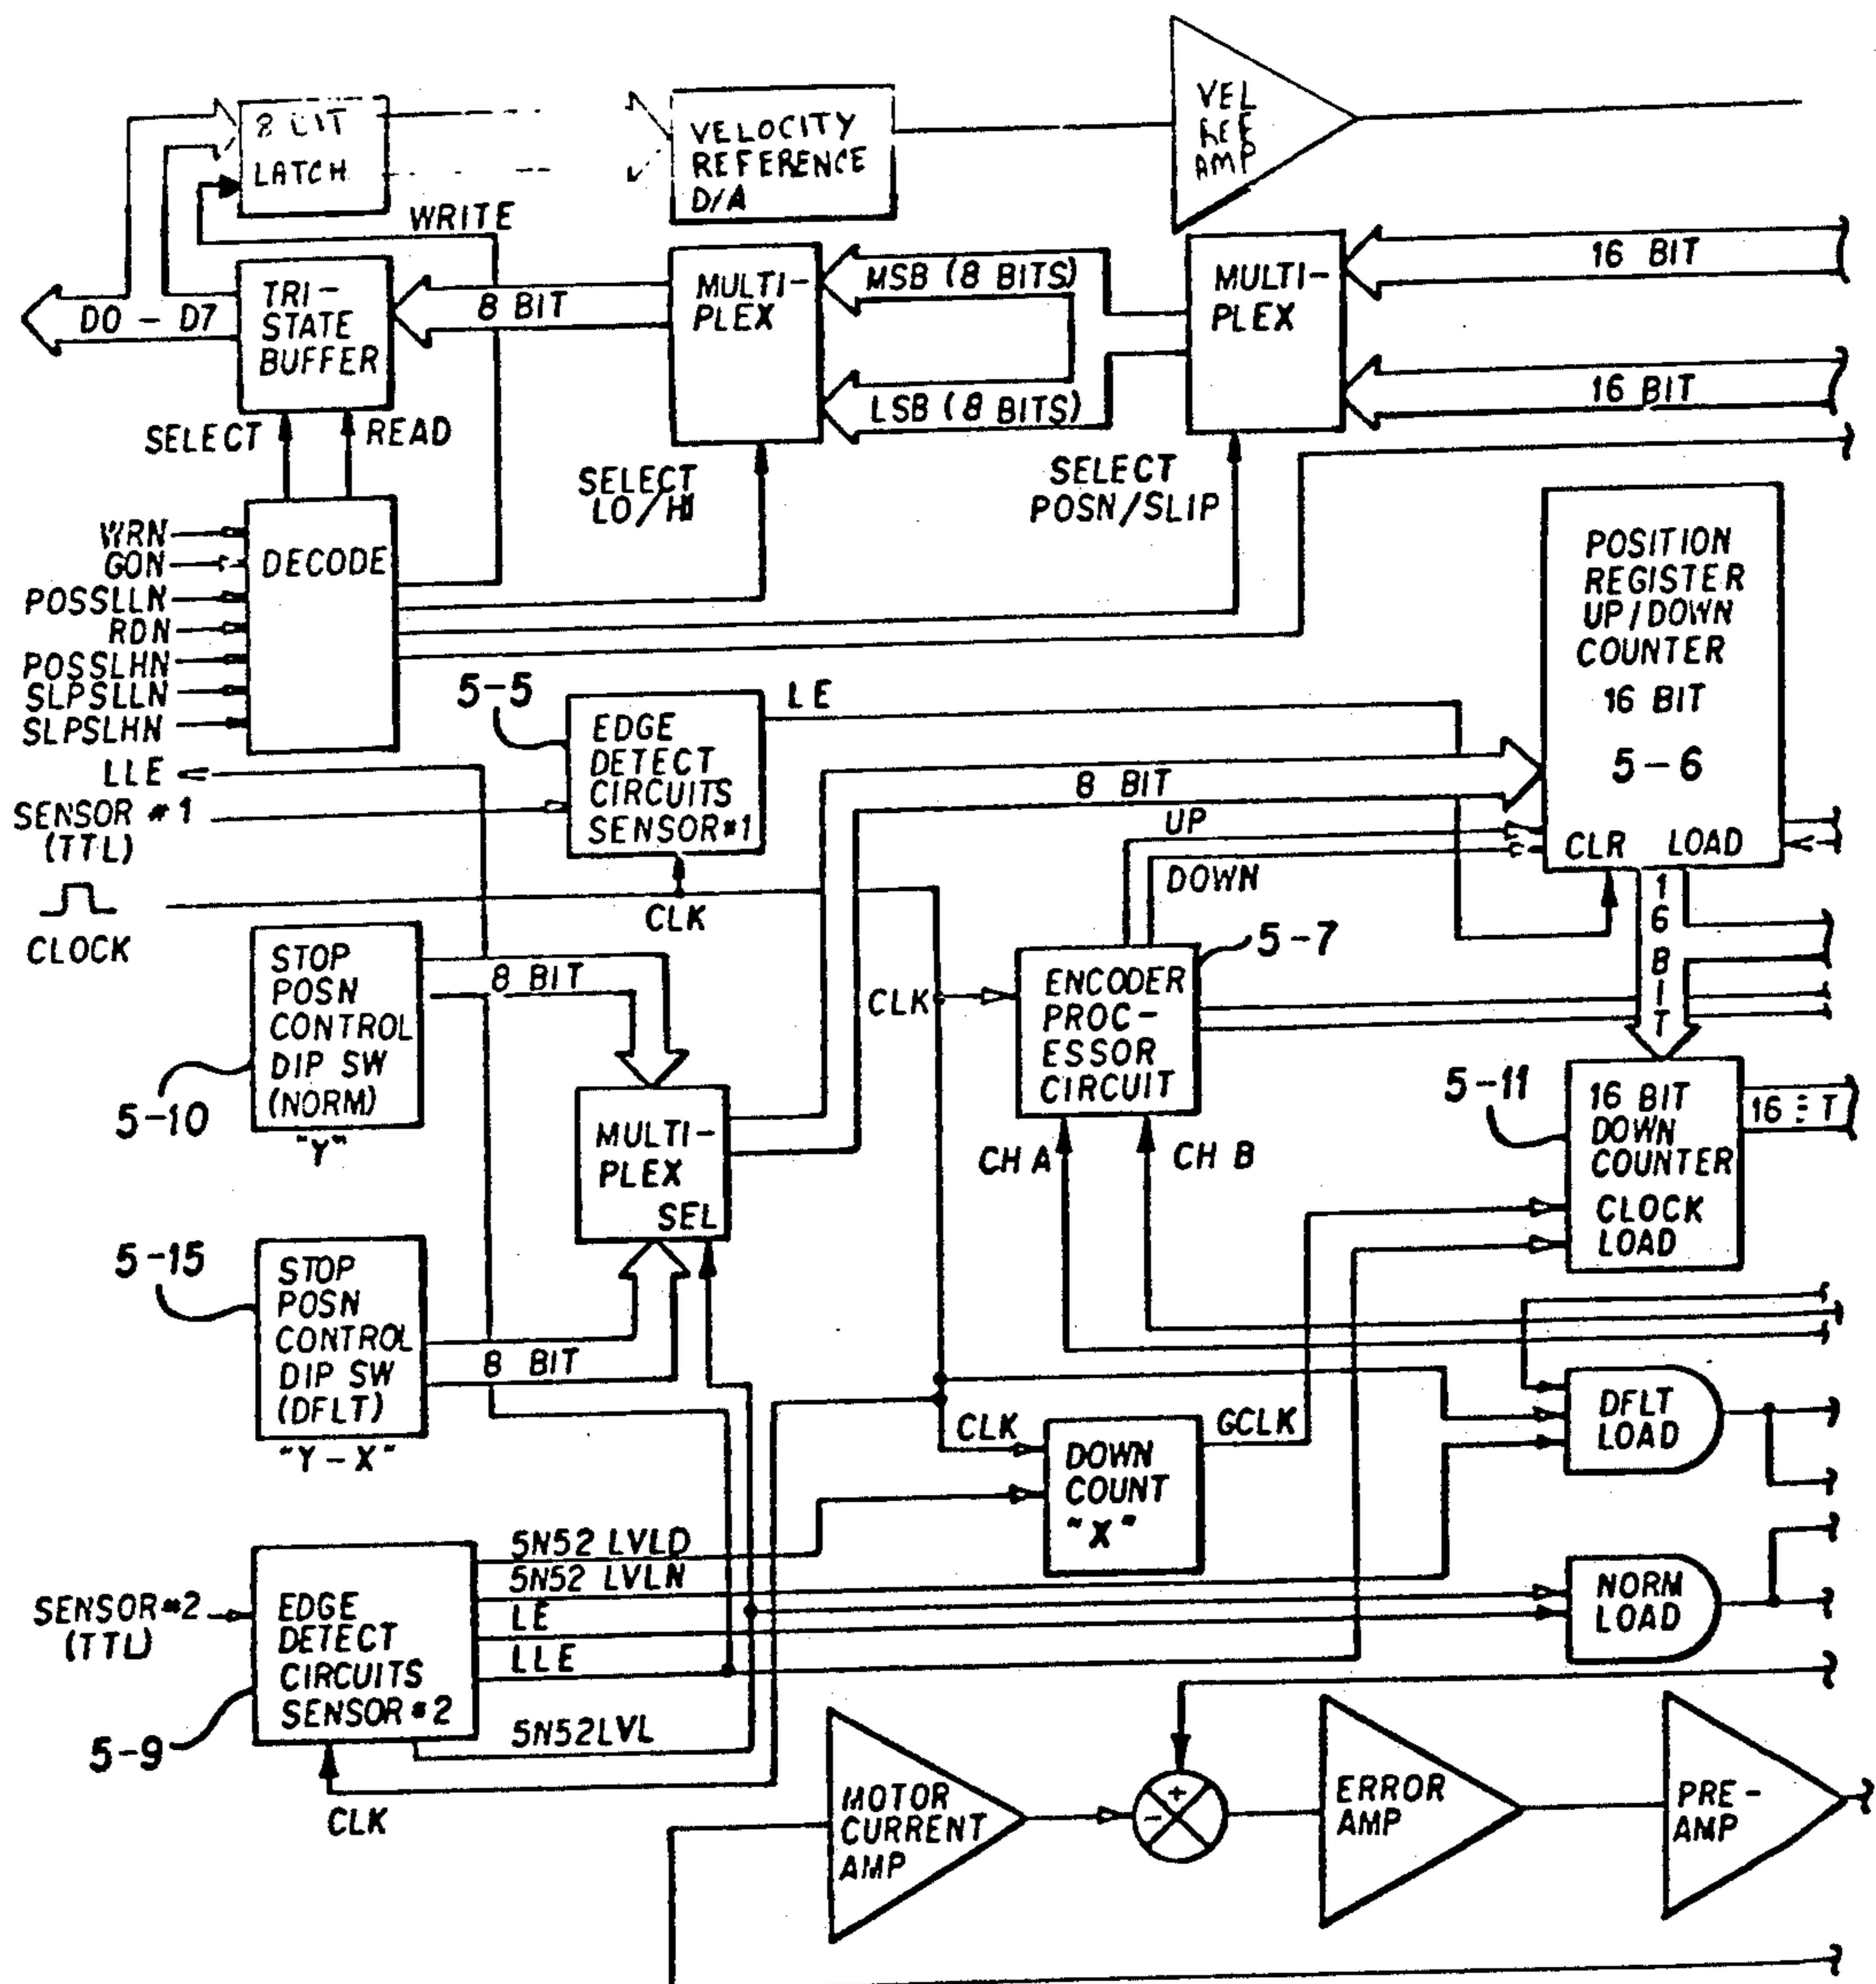 8 BIT
LATCH
VELOCITY
REFERENCE
D/A
VEL
REF
AMP
WRITE
D0 - D7
TRI-
STATE
BUFFER
8 BIT
MULTI-
PLEX
MSB (8 BITS)
LSB (8 BITS)
MULTI-
PLEX
16 BIT
16 BIT
SELECT
READ
SELECT
LO/HI
SELECT
POSN/SLIP
WRN
GON
POSSLLN
RDN
POSSLHN
SLPSLLN
SLPSLHN
DECODE
POSITION
REGISTER
UP/DOWN
COUNTER
16 BIT
5-6
CLR LOAD
5-5
EDGE
DETECT
CIRCUITS
SENSOR#1
LE
LLE
SENSOR #1
(TTL)
8 BIT
UP
DOWN
CLOCK
CLK
16 BIT
STOP
POSN
CONTROL
DIP SW
(NORM)
"Y"
5-10
8 BIT
CLK
ENCODER
PROC-
ESSOR
CIRCUIT
5-7
MULTI-
PLEX
SEL
CH A
CH B
5-11
16 BIT
DOWN
COUNTER
CLOCK
LOAD
16 BIT
5-15
STOP
POSN
CONTROL
DIP SW
(DFLT)
"Y-X"
8 BIT
CLK
GCLK
DOWN
COUNT
"X"
DFLT
LOAD
SENSOR#2
(TTL)
EDGE
DETECT
CIRCUITS
SENSOR#2
5-9
SN52 LVLD
SN52 LVLN
LE
LLE
SN52LVL
CLK
NORM
LOAD
MOTOR
CURRENT
AMP
- +
ERROR
AMP
PRE-
AMP